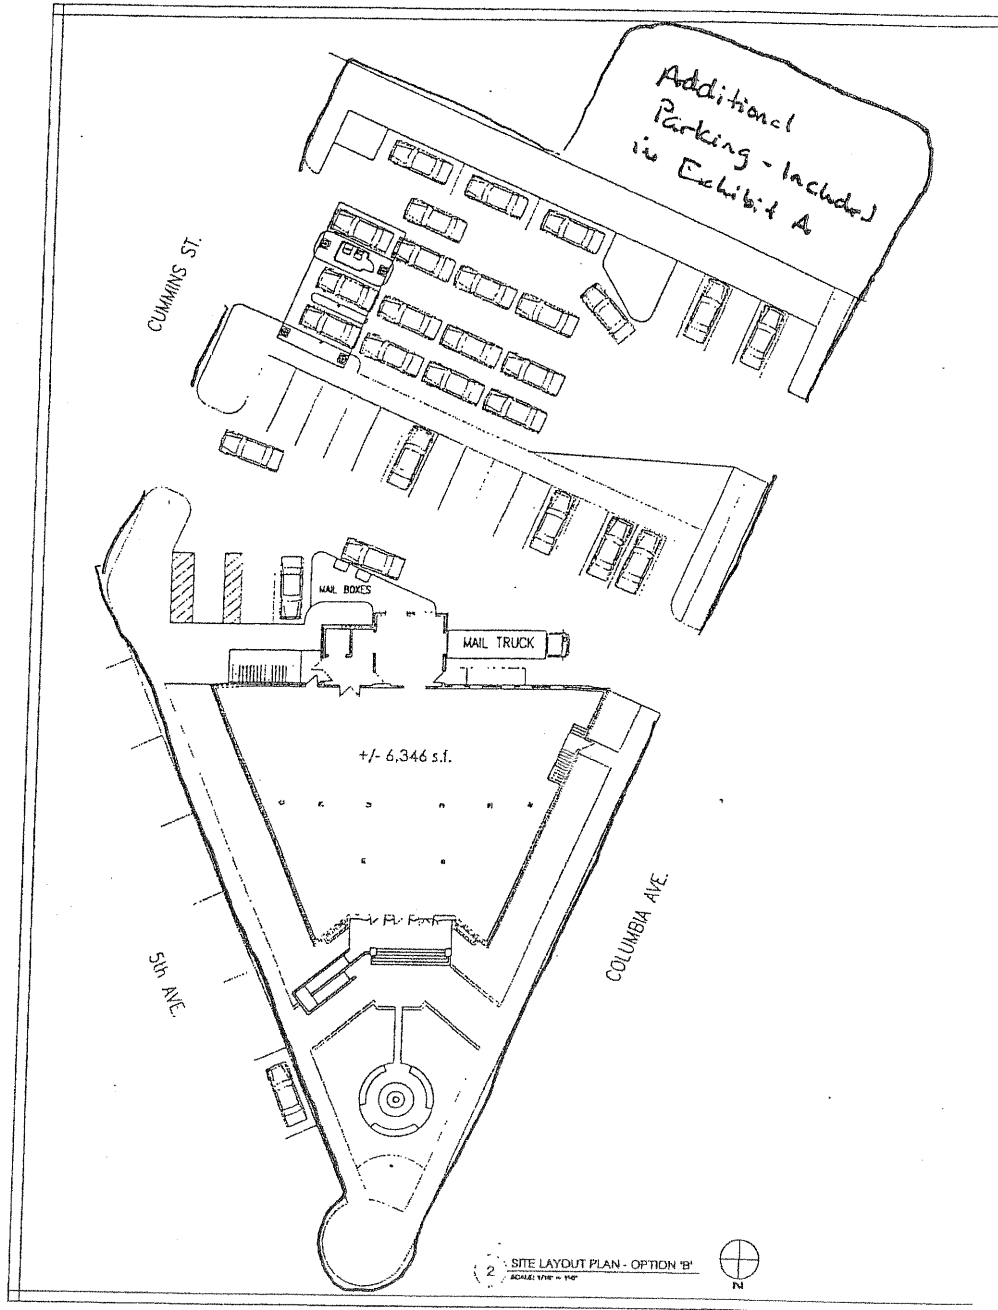 Additional
Parking - Included
in Exhibit A
CUMMINS ST.
MAIL BOXES
MAIL TRUCK
+/- 6,346 s.f.
5th AVE.
COLUMBIA AVE.
2
SITE LAYOUT PLAN - OPTION 'B'
N